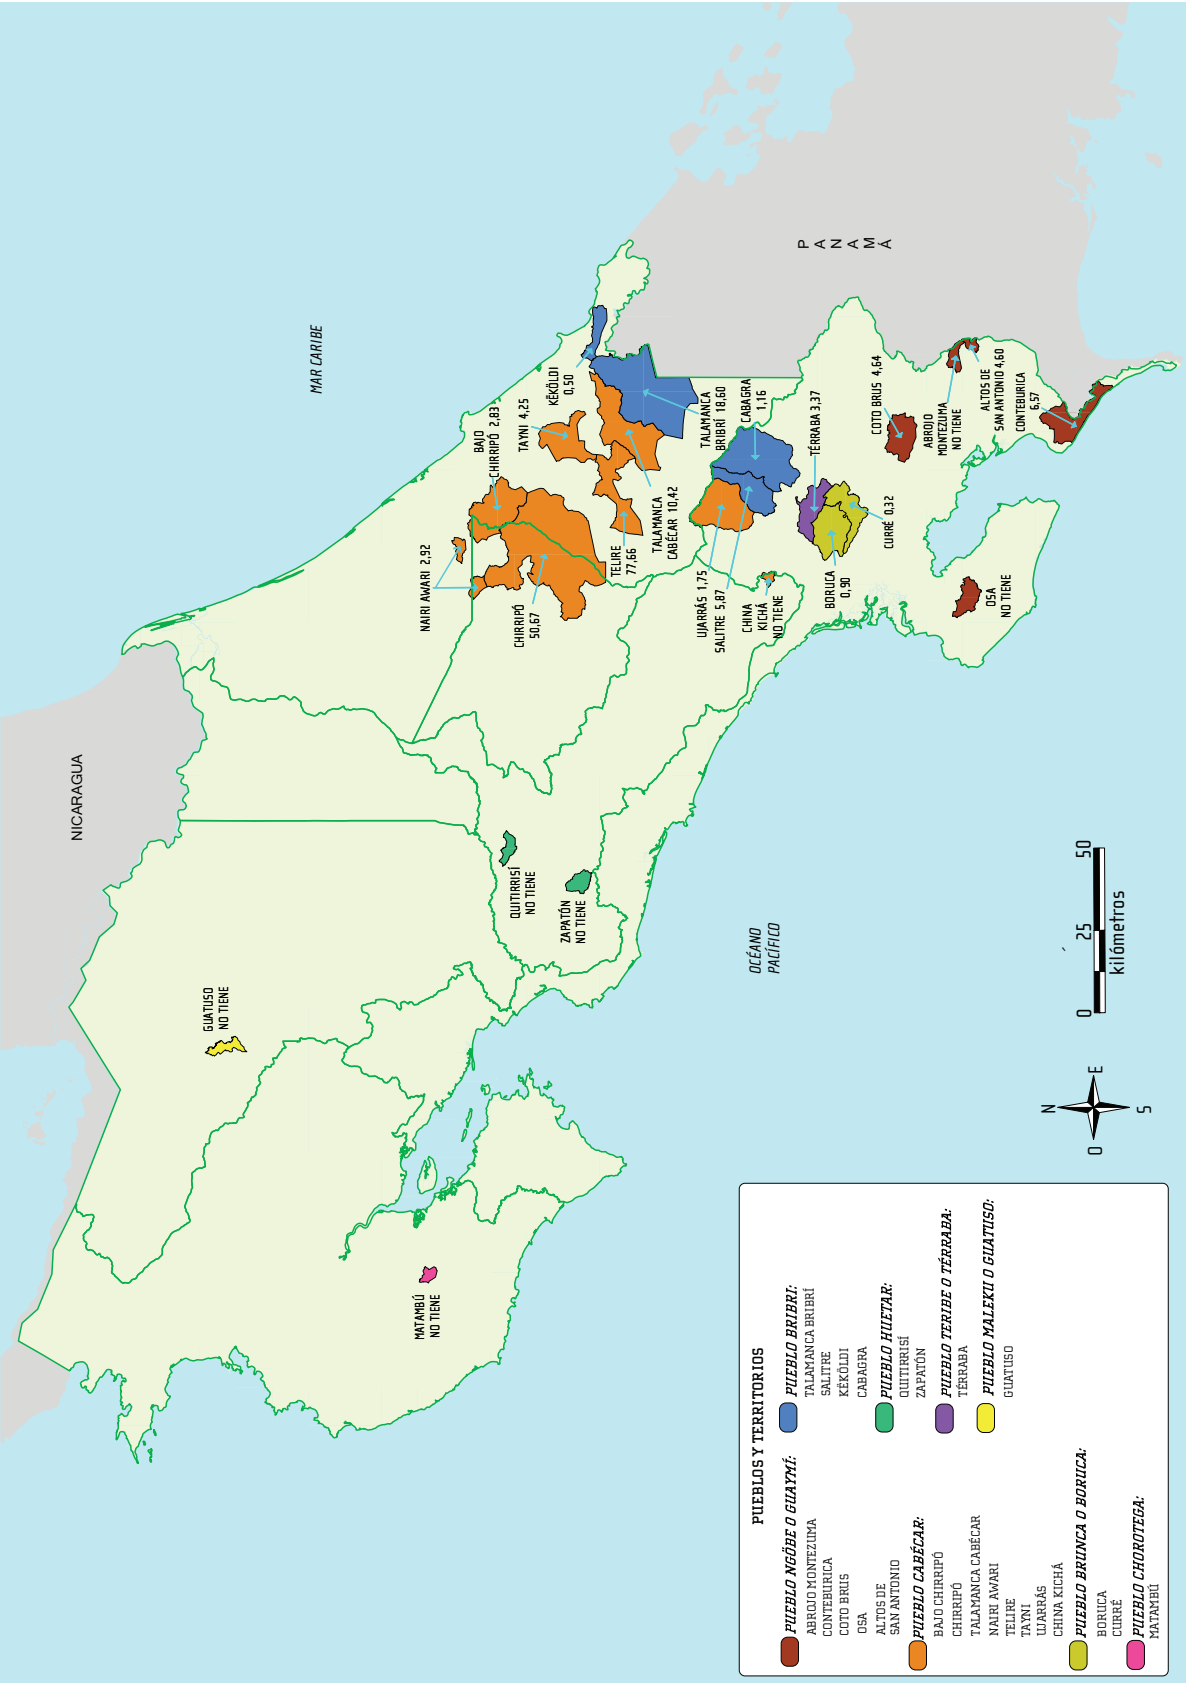 NICARAGUA
MAR CARIBE
PANAMÁ
OCÉANO
PACÍFICO
GUATUSO
NO TIENE
MATAMBÚ
NO TIENE
QUITIRRISÍ
NO TIENE
ZAPATÓN
NO TIENE
NAIRI AWARI 2,92
BAJO
CHIRRIPÓ 2,83
TAYNI 4,25
KÉKÖLDI
0,50
CHIRRIPÓ
50,67
TELIRE
77,66
TALAMANCA
CABÉCAR 10,42
TALAMANCA
BRIBRÍ 18,60
CABAGRA
1,16
UJARRÁS 1,75
SALITRE 5,87
CHINA
KICHÁ
NO TIENE
TÉRRABA 3,37
BORUCA
0,90
CURRÉ 0,32
COTO BRUS 4,64
ABROJO
MONTEZUMA
NO TIENE
ALTOS DE
SAN ANTONIO 4,60
CONTEBURICA
6,57
OSA
NO TIENE
N
O
E
S
0 25 50
kilómetros
PUEBLOS Y TERRITORIOS
PUEBLO NGÖBE O GUAYMÍ:
ABROJO MONTEZUMA
CONTEBURICA
COTO BRUS
OSA
ALTOS DE
SAN ANTONIO
PUEBLO CABÉCAR:
BAJO CHIRRIPÓ
CHIRRIPÓ
TALAMANCA CABÉCAR
NAIRI AWARI
TELIRE
TAYNI
UJARRÁS
CHINA KICHÁ
PUEBLO BRUNCA O BORUCA:
BORUCA
CURRÉ
PUEBLO CHOROTEGA:
MATAMBÚ
PUEBLO BRIBRI:
TALAMANCA BRIBRÍ
SALITRE
KÉKÖLDI
CABAGRA
PUEBLO HUETAR:
QUITIRRISÍ
ZAPATÓN
PUEBLO TERIBE O TÉRRABA:
TÉRRABA
PUEBLO MALEKU O GUATUSO:
GUATUSO